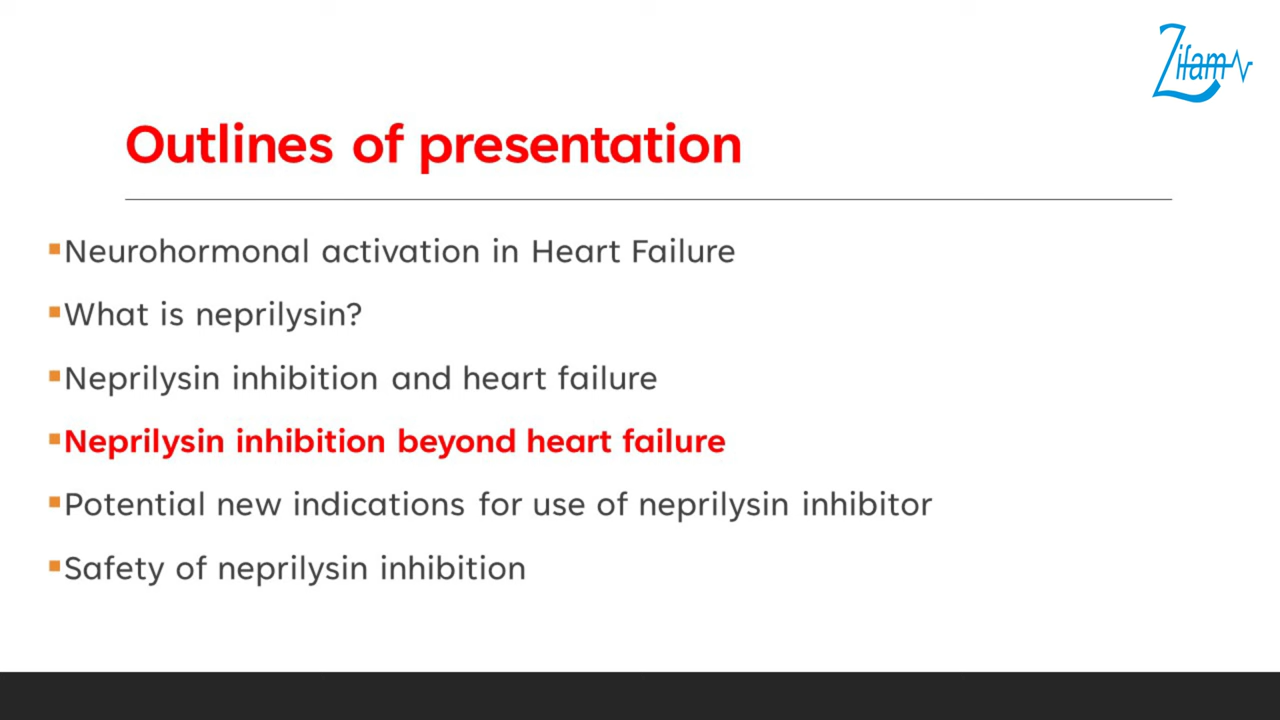 Zifam
Outlines of presentation
▪Neurohormonal activation in Heart Failure
▪What is neprilysin?
▪Neprilysin inhibition and heart failure
▪Neprilysin inhibition beyond heart failure
▪Potential new indications for use of neprilysin inhibitor
▪Safety of neprilysin inhibition